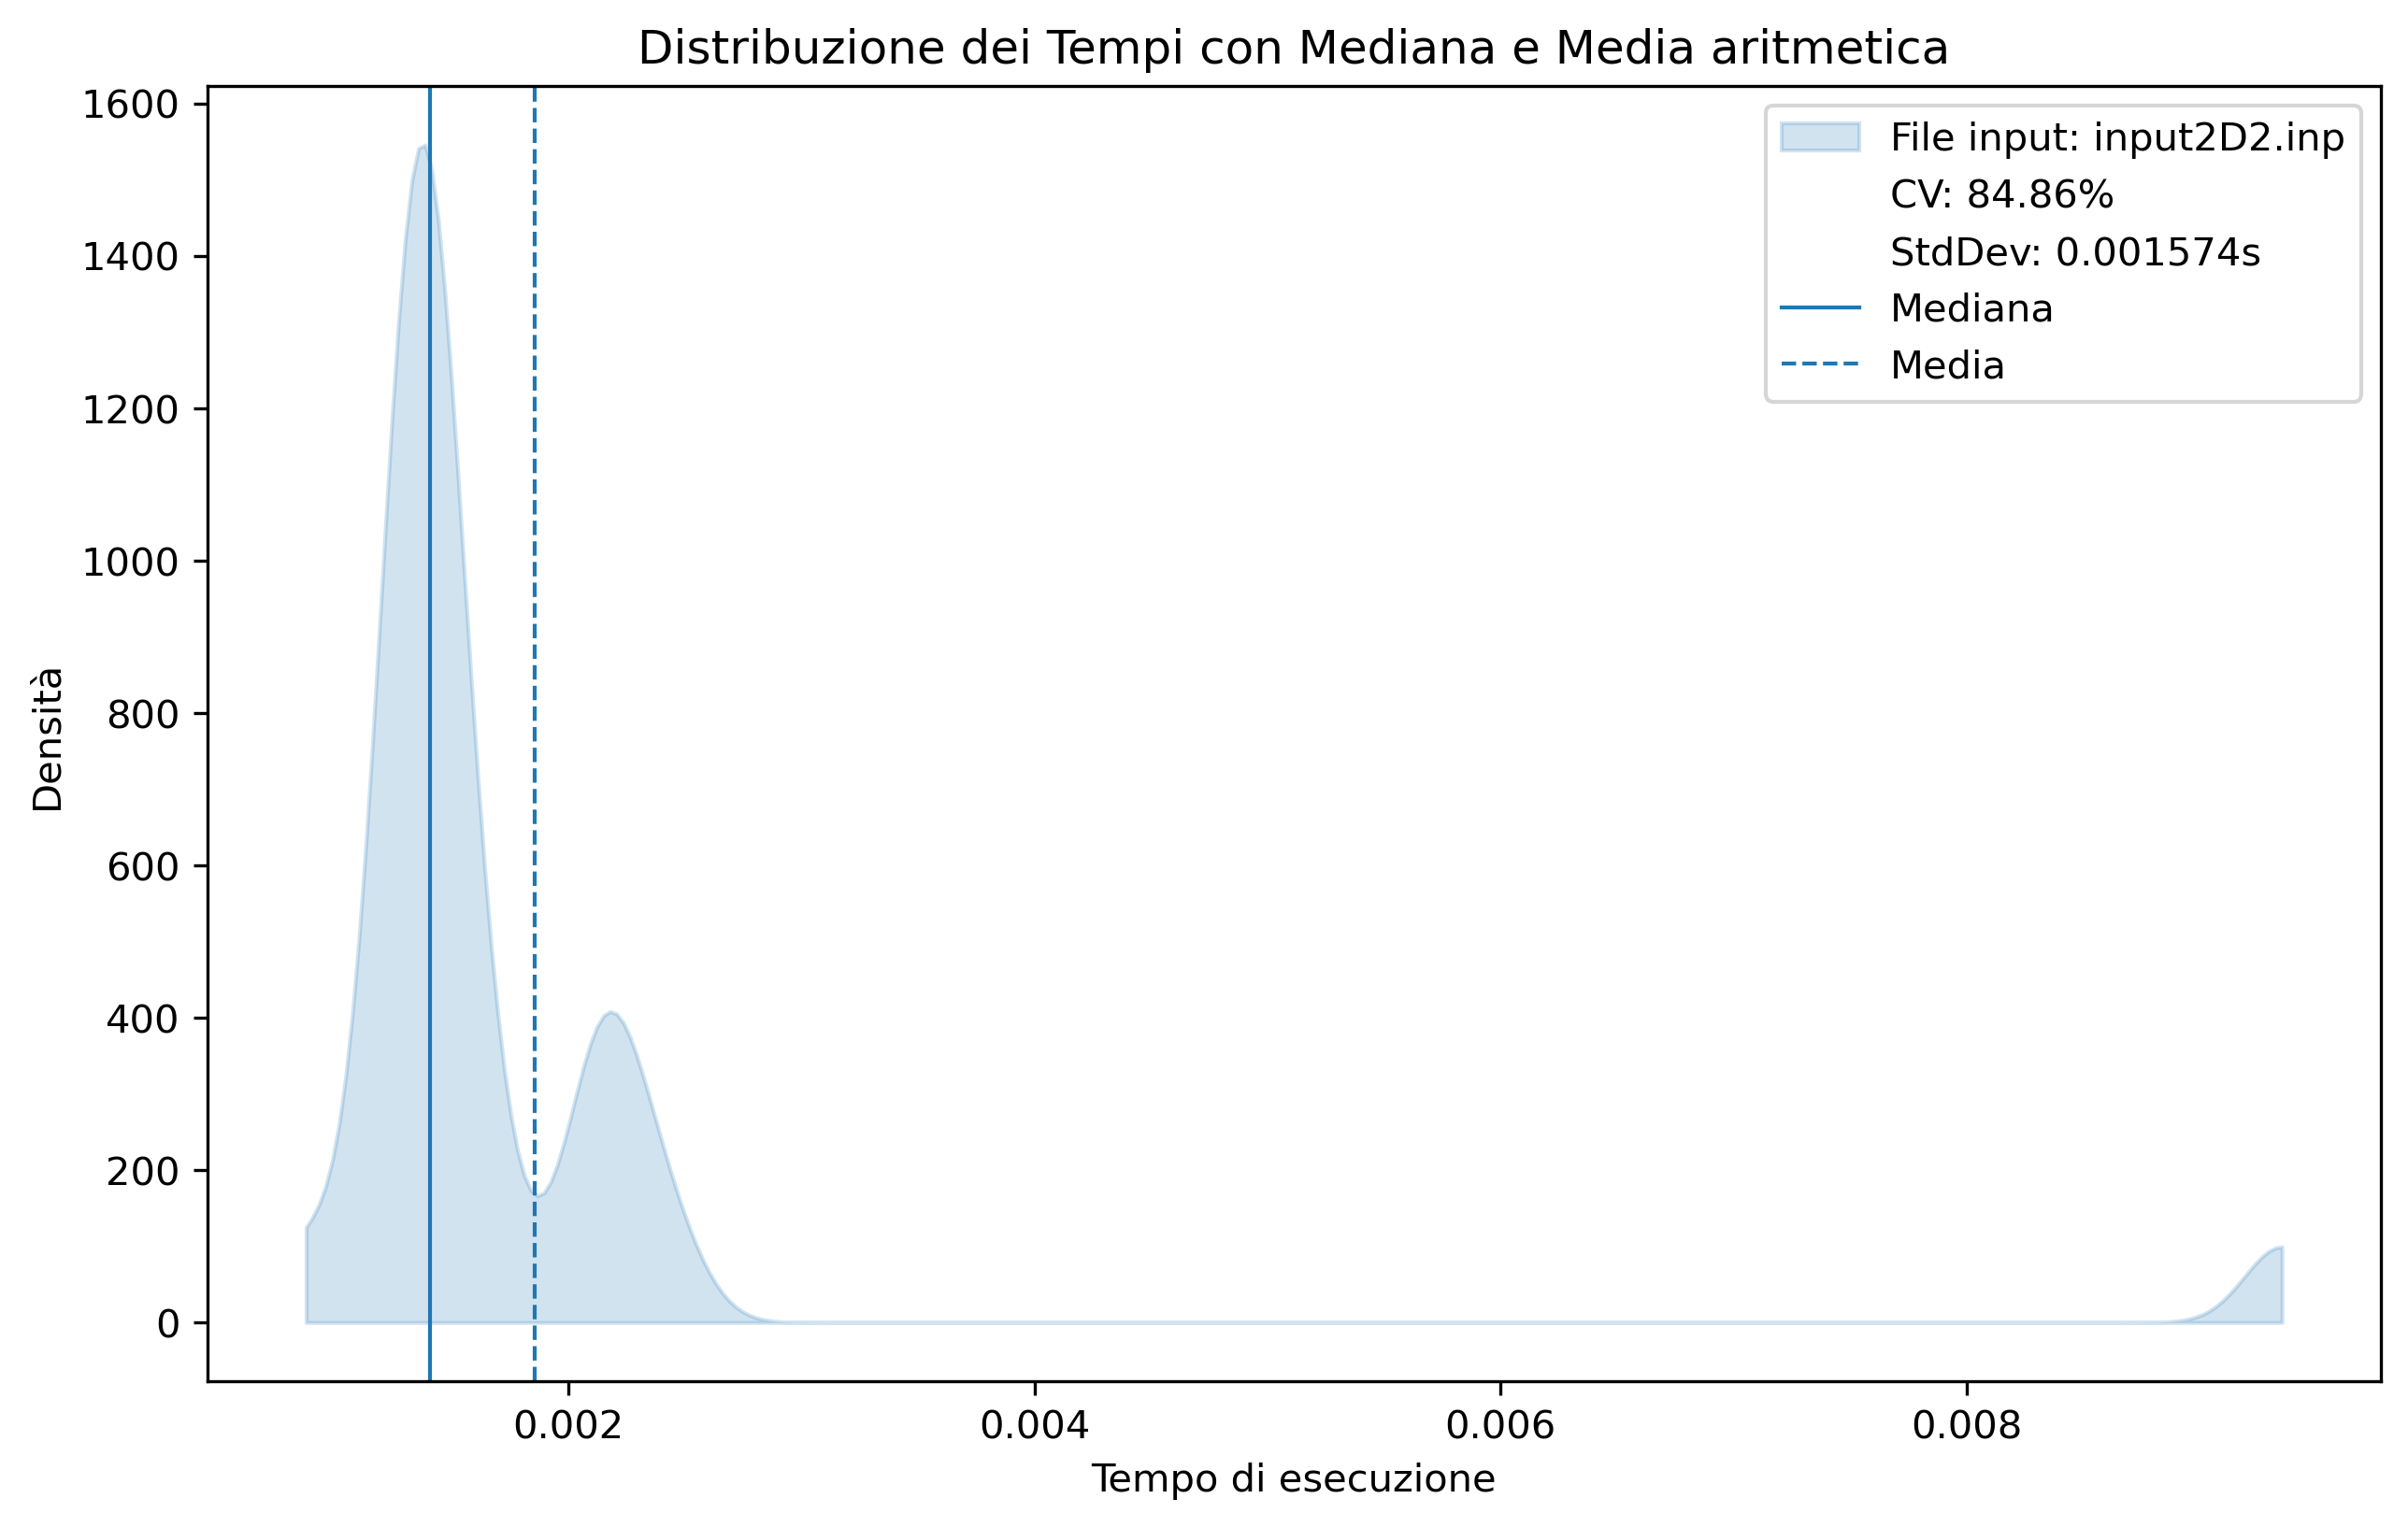 Distribuzione dei Tempi con Mediana e Media aritmetica
1600
1400
1200
1000
800
600
400
200
0
Densità
File input: input2D2.inp
CV: 84.86%
StdDev: 0.001574s
Mediana
Media
0.002 0.004 0.006 0.008
Tempo di esecuzione